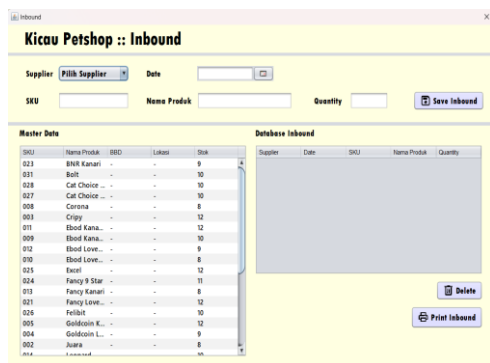 Inbound
Kicau Petshop :: Inbound
Supplier Pilih Supplier Date
SKU Nama Produk Quantity Save Inbound
Master Data
SKU Nama Produk BBD Lokasi Stok
023 BNR Kanari - - 9
031 Bolt - - 10
028 Cat Choice ... - - 10
027 Cat Choice ... - - 10
008 Corona - - 8
003 Cripy - - 12
011 Ebod Kana... - - 12
009 Ebod Kana... - - 10
012 Ebod Love... - - 9
010 Ebod Love... - - 8
025 Excel - - 12
024 Fancy 9 Star - - 11
013 Fancy Kanari - - 8
021 Fancy Love... - - 12
026 Felibit - - 10
005 Goldcoin K... - - 12
004 Goldcoin L... - - 9
002 Juara - - 8
014 Leopard - - 10
Database Inbound
Supplier Date SKU Nama Produk Quantity
Delete
Print Inbound